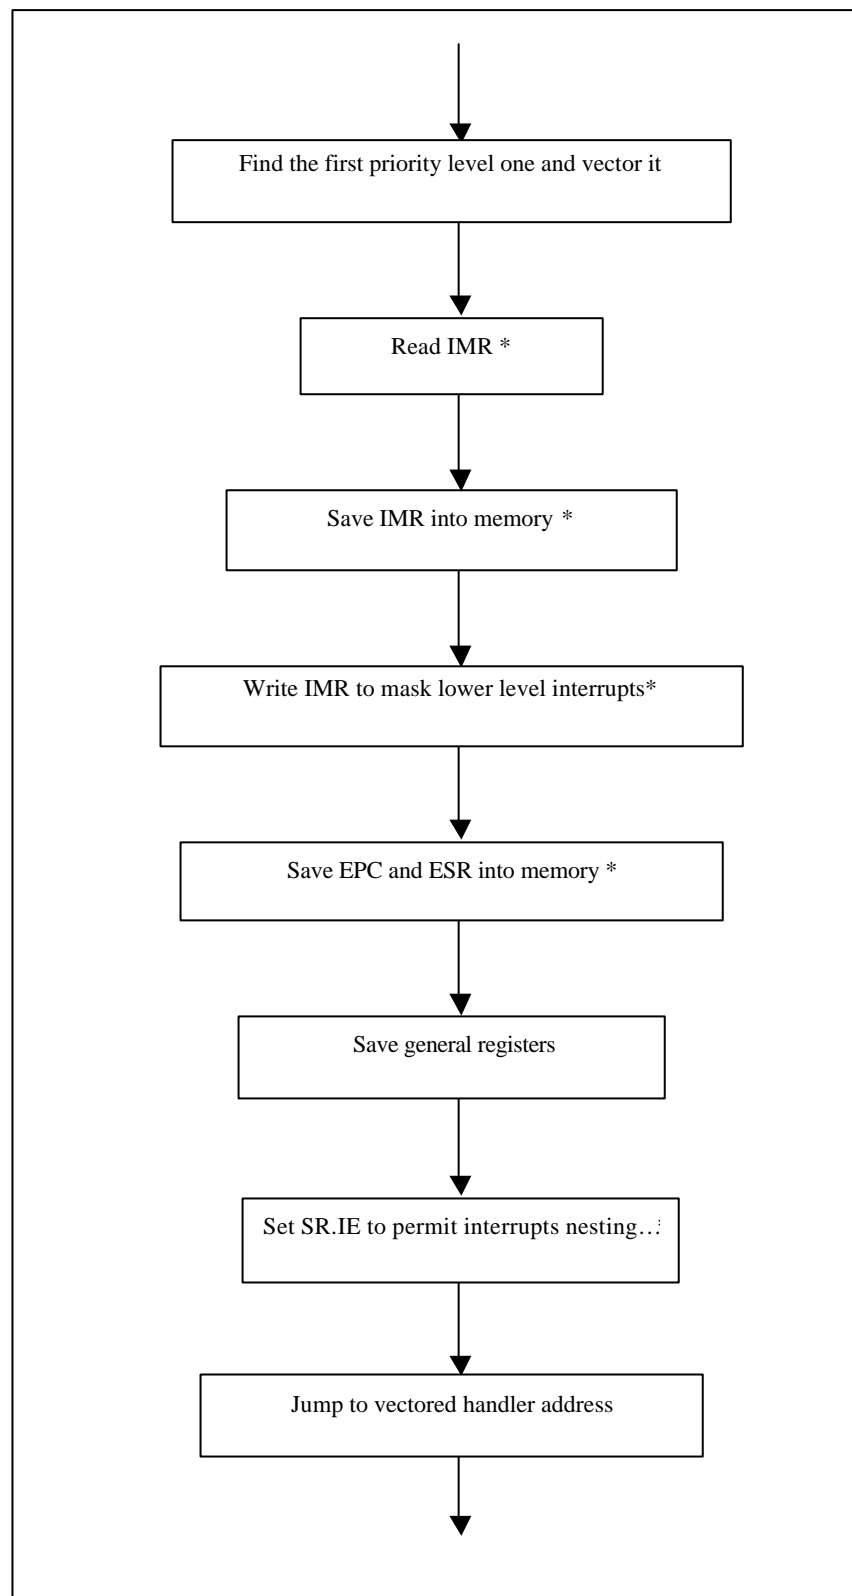 Find the first priority level one and vector it
Read IMR *
Save IMR into memory *
Write IMR to mask lower level interrupts*
Save EPC and ESR into memory *
Save general registers
Set SR.IE to permit interrupts nesting…*
Jump to vectored handler address